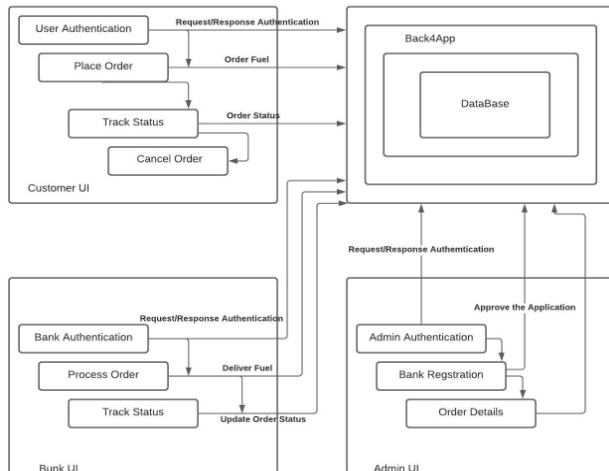 User Authentication
Request/Response Authentication
Place Order
Order Fuel
Track Status
Order Status
Cancel Order
Customer UI
Back4App
DataBase
Request/Response Authemtication
Approve the Application
Request/Response Authentication
Bank Authentication
Process Order
Deliver Fuel
Track Status
Update Order Status
Bunk UI
Admin Authentication
Bank Regstration
Order Details
Admin UI